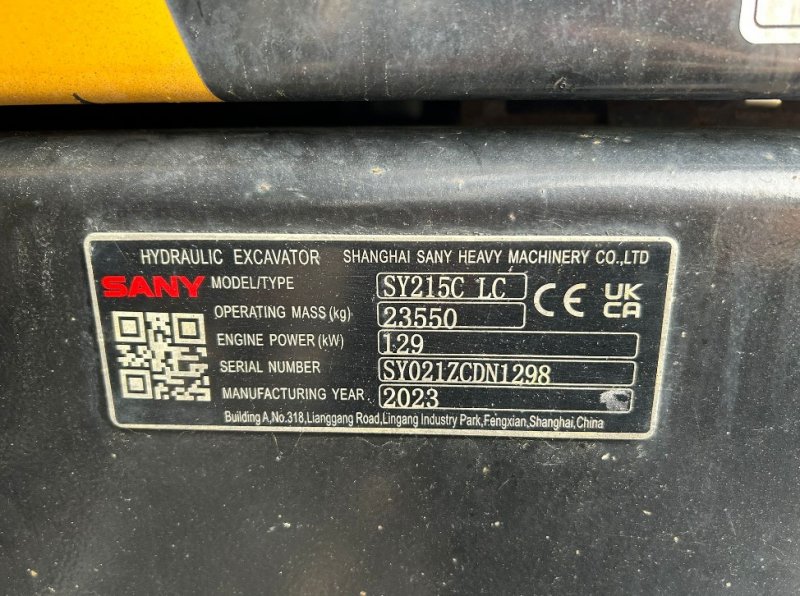 HYDRAULIC EXCAVATOR SHANGHAI SANY HEAVY MACHINERY CO.,LTD
SANY MODEL/TYPE SY215C LC CE UK CA
OPERATING MASS(kg) 23550
ENGINE POWER(kW) 129
SERIAL NUMBER SY021ZCDN1298
MANUFACTURING YEAR 2023
Building A,No.318,Lianggang Road,Lingang Industry Park,Fengxian,Shanghai,China